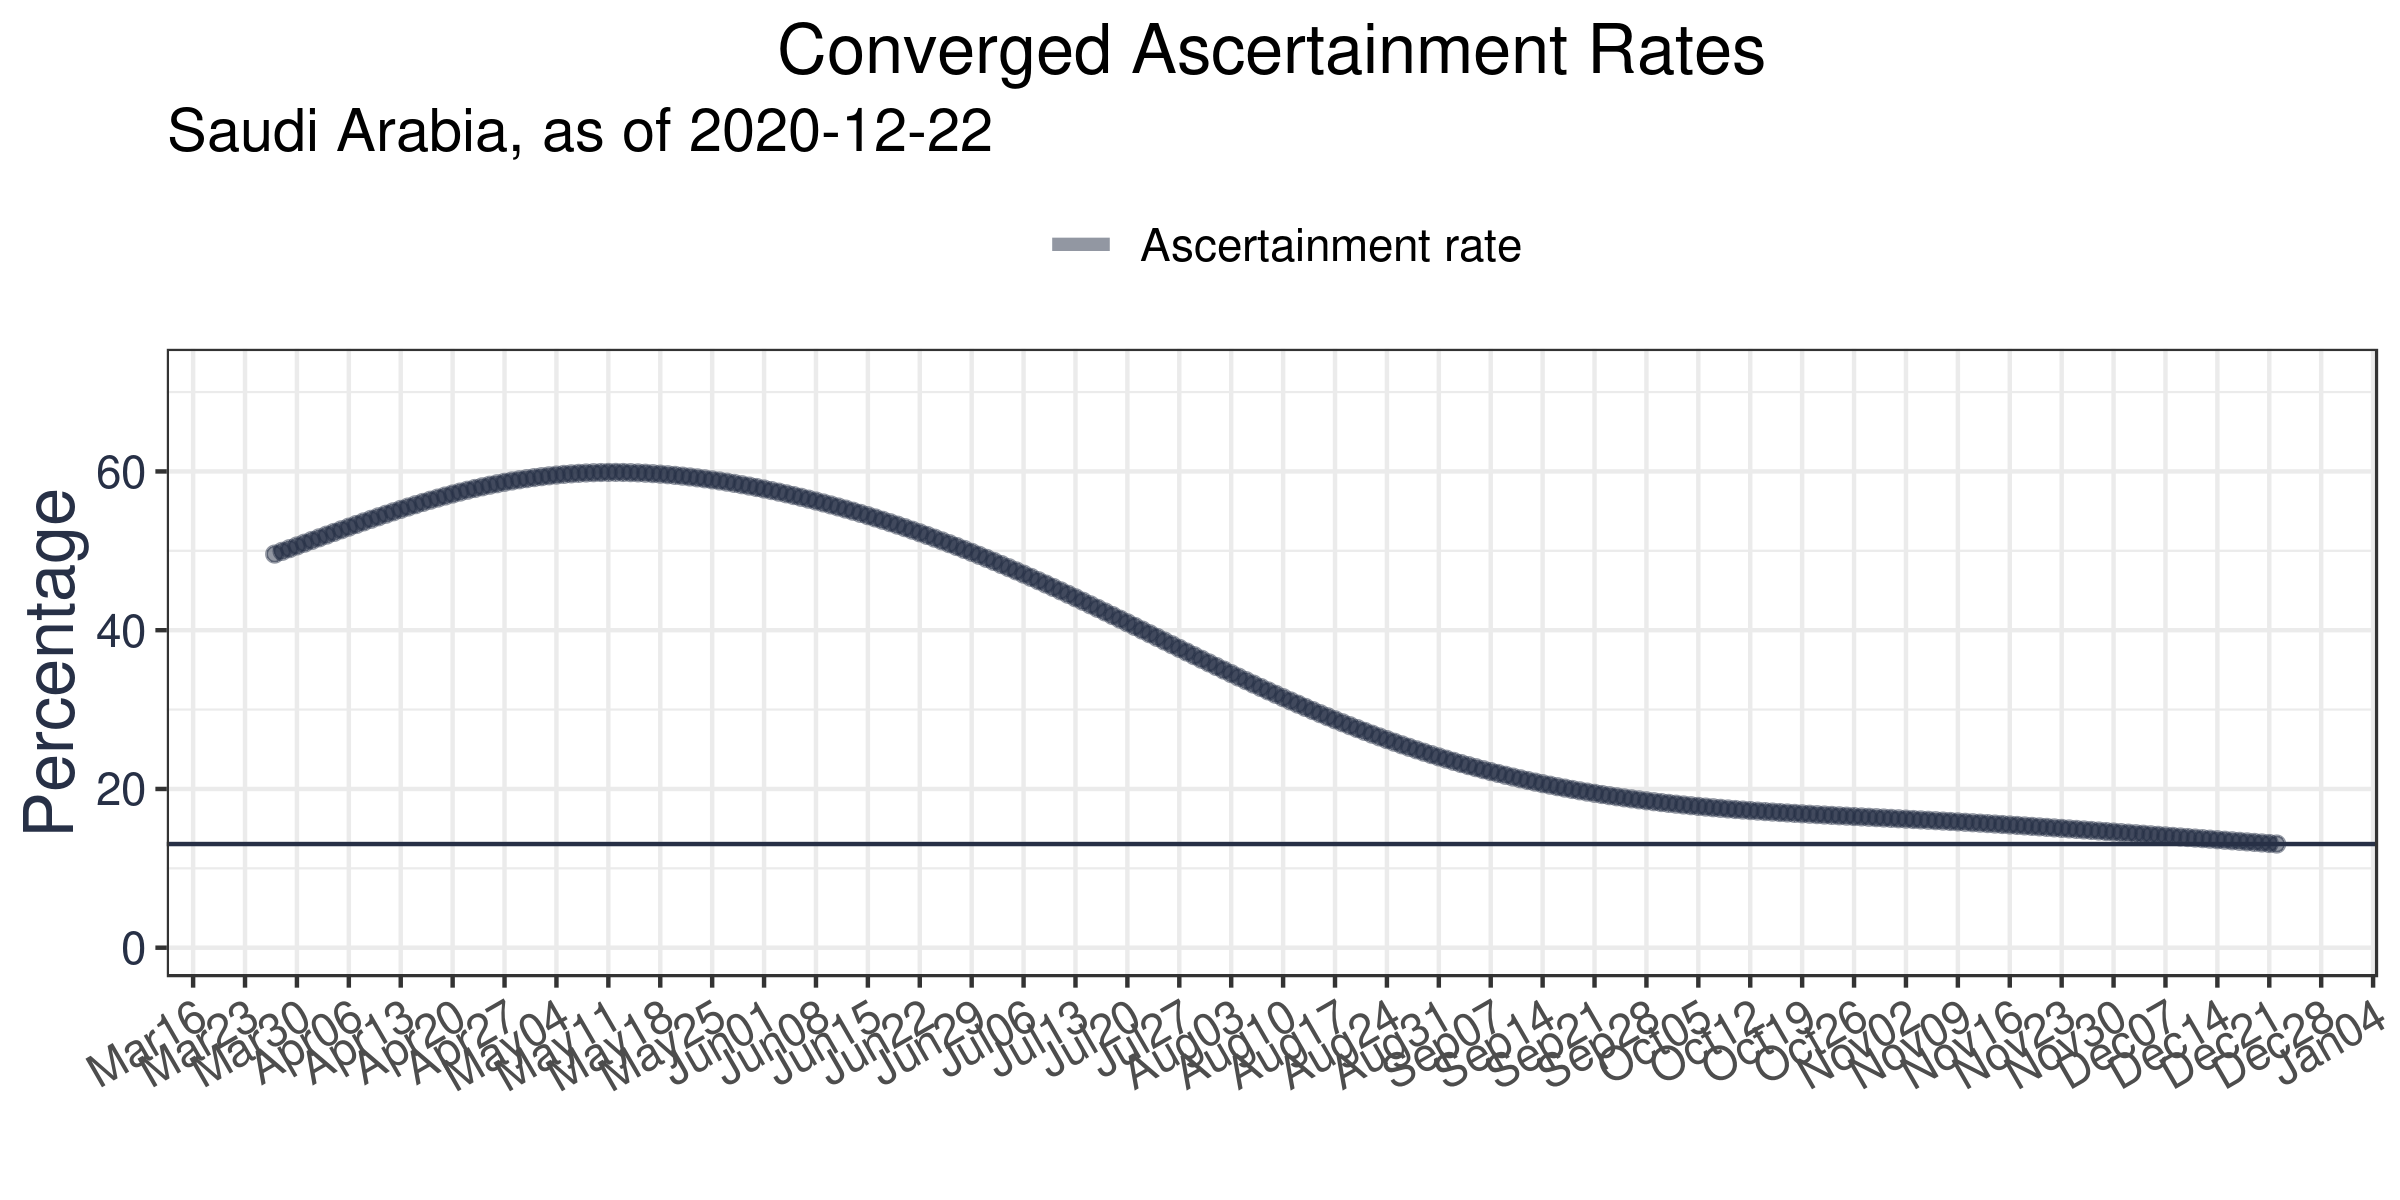 Converged Ascertainment Rates
Saudi Arabia, as of 2020-12-22
Ascertainment rate
Percentage
60
40
20
0
Mar16
Mar23
Mar30
Apr06
Apr13
Apr20
Apr27
May04
May11
May18
May25
Jun01
Jun08
Jun15
Jun22
Jun29
Jul06
Jul13
Jul20
Jul27
Aug03
Aug10
Aug17
Aug24
Aug31
Sep07
Sep14
Sep21
Sep28
Oct05
Oct12
Oct19
Oct26
Nov02
Nov09
Nov16
Nov23
Nov30
Dec07
Dec14
Dec21
Dec28
Jan04